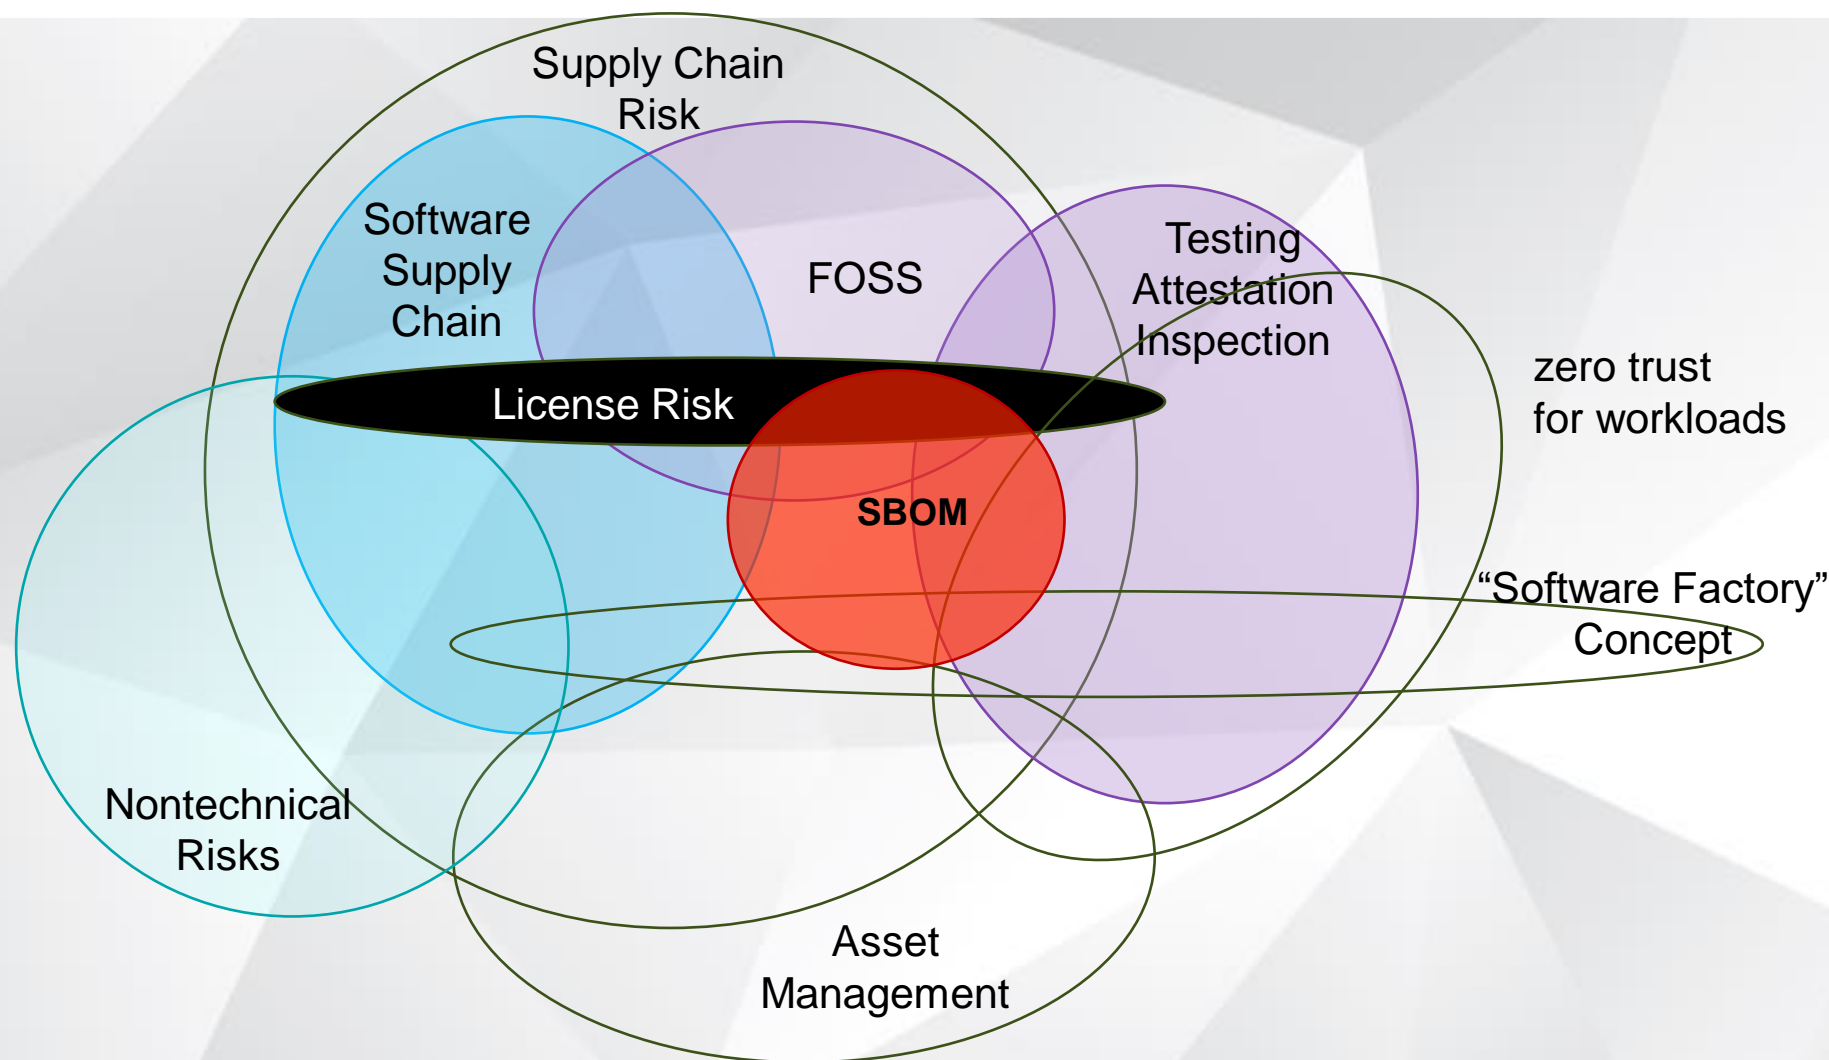 Supply Chain
Risk
Software
Supply
Chain
FOSS
Testing
Attestation
Inspection
License Risk
zero trust
for workloads
SBOM
“Software Factory”
Concept
Nontechnical
Risks
Asset
Management